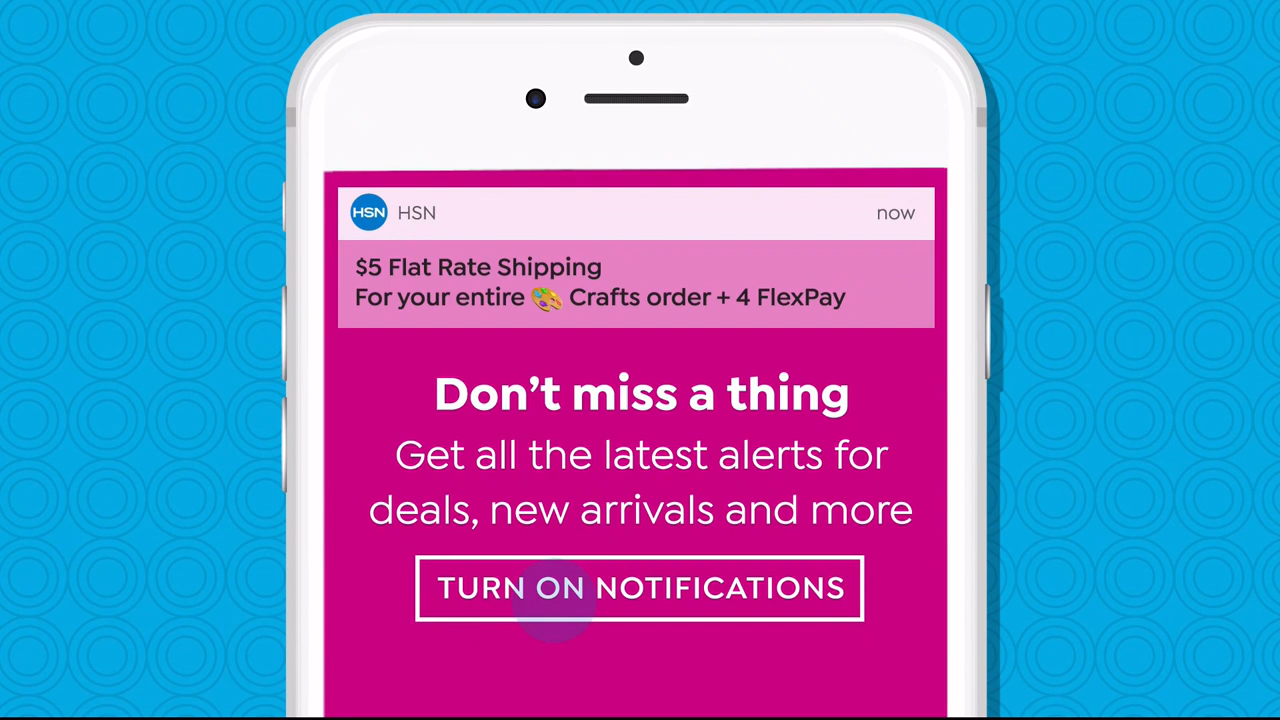 HSN HSN now
$5 Flat Rate Shipping
For your entire 🎨 Crafts order + 4 FlexPay
Don't miss a thing
Get all the latest alerts for
deals, new arrivals and more
TURN ON NOTIFICATIONS